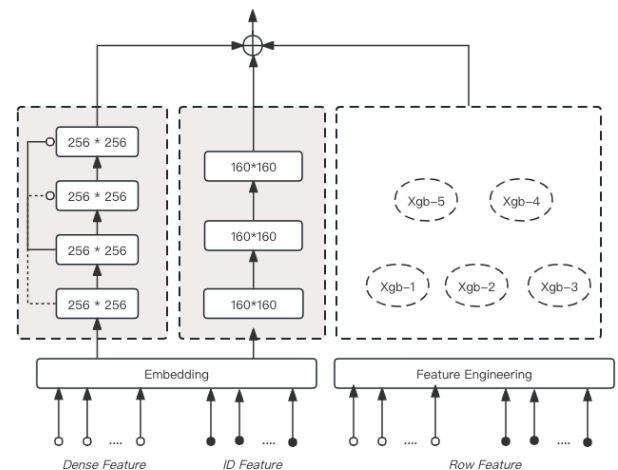 256 * 256
256 * 256
256 * 256
256 * 256
160*160
160*160
160*160
Xgb-5
Xgb-4
Xgb-1
Xgb-2
Xgb-3
Embedding
Feature Engineering
....
....
....
....
Dense Feature
ID Feature
Row Feature